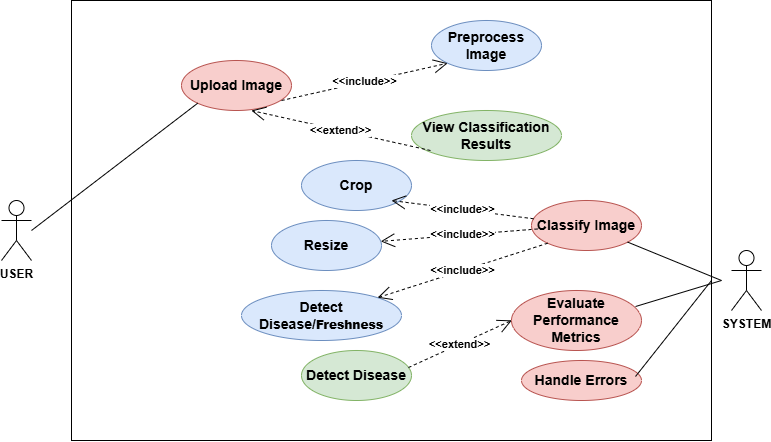 Preprocess
Image
<<include>>
Upload Image
<<extend>>
View Classification
Results
Crop
<<include>>
Classify Image
<<include>>
Resize
<<include>>
USER
Detect
Disease/Freshness
Evaluate
Performance
Metrics
SYSTEM
<<extend>>
Detect Disease
Handle Errors